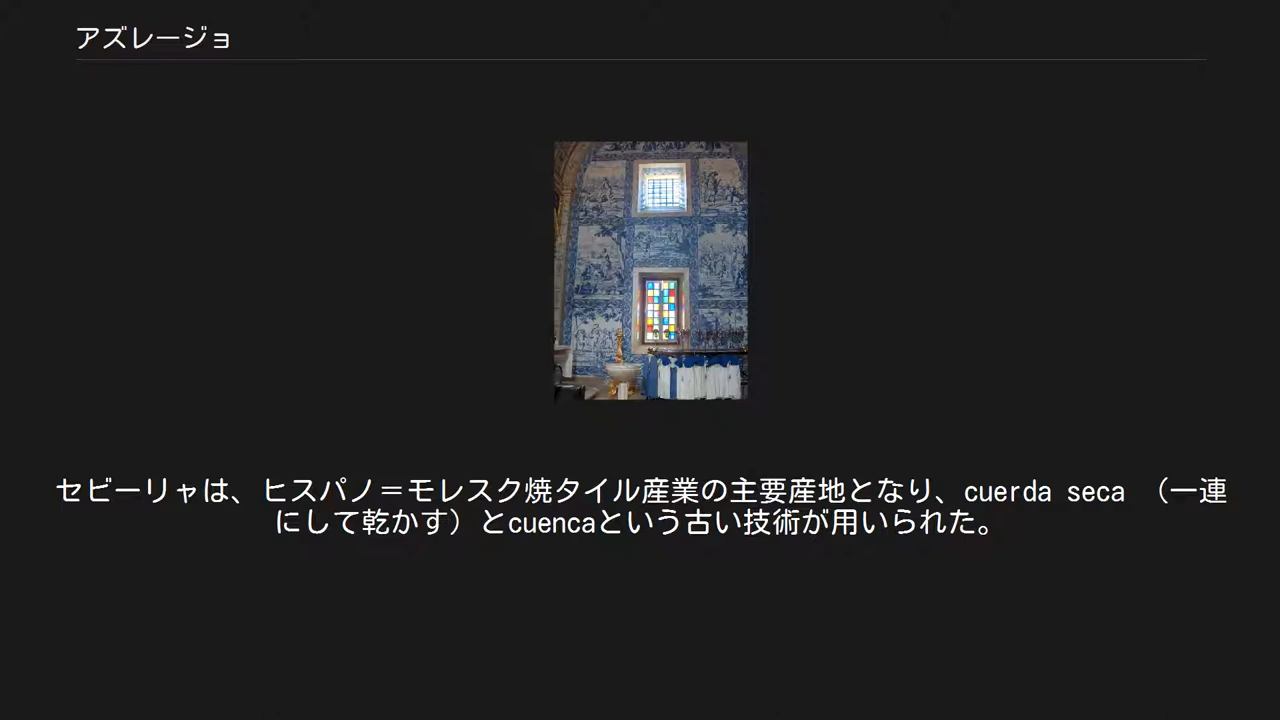 アズレージョ
セビーリャは、ヒスパノ＝モレスク焼タイル産業の主要産地となり、cuerda seca （一連
にして乾かす）とcuencaという古い技術が用いられた。